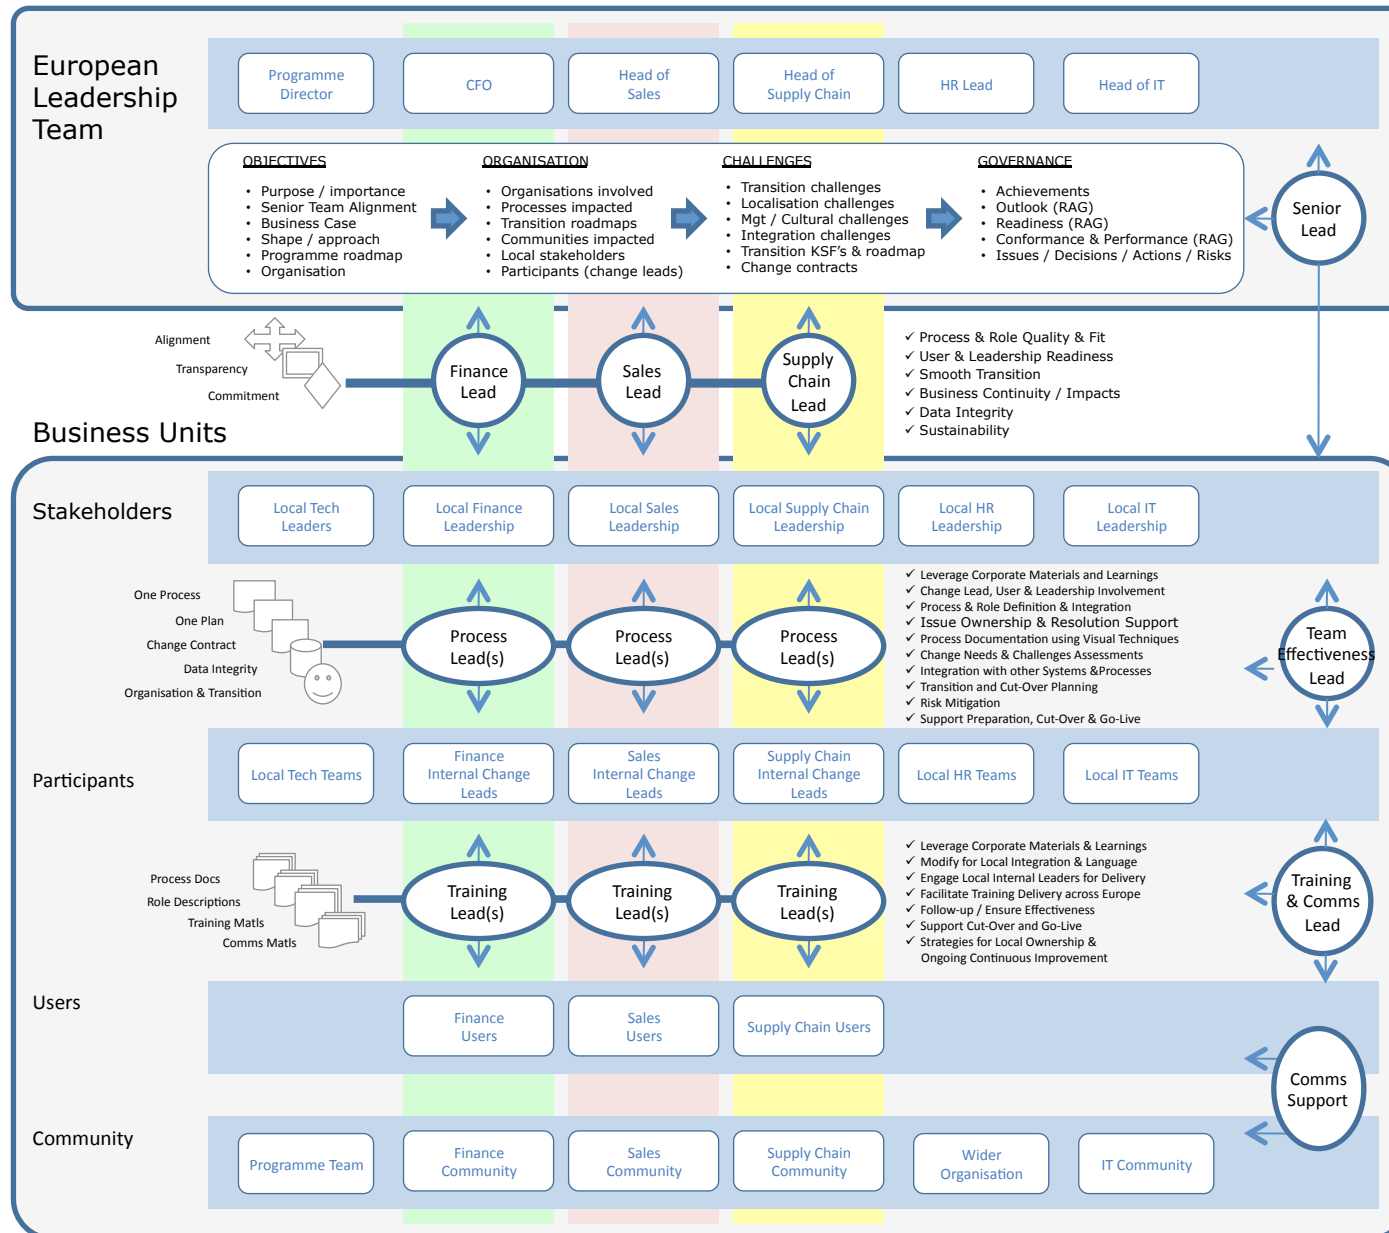 European
Leadership
Team
Programme
Director
CFO
Head of
Sales
Head of
Supply Chain
HR Lead
Head of IT
OBJECTIVES
• Purpose / importance
• Senior Team Alignment
• Business Case
• Shape / approach
• Programme roadmap
• Organisation
ORGANISATION
• Organisations involved
• Processes impacted
• Transition roadmaps
• Communities impacted
• Local stakeholders
• Participants (change leads)
CHALLENGES
• Transition challenges
• Localisation challenges
• Mgt / Cultural challenges
• Integration challenges
• Transition KSF's & roadmap
• Change contracts
GOVERNANCE
• Achievements
• Outlook (RAG)
• Readiness (RAG)
• Conformance & Performance (RAG)
• Issues / Decisions / Actions / Risks
Senior
Lead
Alignment
Transparency
Commitment
Finance
Lead
Sales
Lead
Supply
Chain
Lead
✓ Process & Role Quality & Fit
✓ User & Leadership Readiness
✓ Smooth Transition
✓ Business Continuity / Impacts
✓ Data Integrity
✓ Sustainability
Business Units
Stakeholders
Local Tech
Leaders
Local Finance
Leadership
Local Sales
Leadership
Local Supply Chain
Leadership
Local HR
Leadership
Local IT
Leadership
One Process
One Plan
Change Contract
Data Integrity
Organisation & Transition
Process
Lead(s)
Process
Lead(s)
Process
Lead(s)
✓ Leverage Corporate Materials and Learnings
✓ Change Lead, User & Leadership Involvement
✓ Process & Role Definition & Integration
✓ Issue Ownership & Resolution Support
✓ Process Documentation using Visual Techniques
✓ Change Needs & Challenges Assessments
✓ Integration with other Systems &Processes
✓ Transition and Cut-Over Planning
✓ Risk Mitigation
✓ Support Preparation, Cut-Over & Go-Live
Team
Effectiveness
Lead
Participants
Local Tech Teams
Finance
Internal Change
Leads
Sales
Internal Change
Leads
Supply Chain
Internal Change
Leads
Local HR Teams
Local IT Teams
Process Docs
Role Descriptions
Training Matls
Comms Matls
Training
Lead(s)
Training
Lead(s)
Training
Lead(s)
✓ Leverage Corporate Materials & Learnings
✓ Modify for Local Integration & Language
✓ Engage Local Internal Leaders for Delivery
✓ Facilitate Training Delivery across Europe
✓ Follow-up / Ensure Effectiveness
✓ Support Cut-Over and Go-Live
✓ Strategies for Local Ownership &
Ongoing Continuous Improvement
Training
& Comms
Lead
Users
Finance
Users
Sales
Users
Supply Chain Users
Comms
Support
Community
Programme Team
Finance
Community
Sales
Community
Supply Chain
Community
Wider
Organisation
IT Community